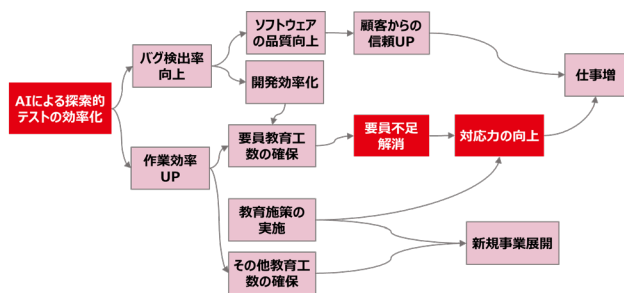 AIによる探索的
テストの効率化
バグ検出率
向上
作業効率
UP
ソフトウェア
の品質向上
開発効率化
要員教育工
数の確保
教育施策の
実施
その他教育工
数の確保
顧客からの
信頼UP
要員不足
解消
対応力の向上
新規事業展開
仕事増